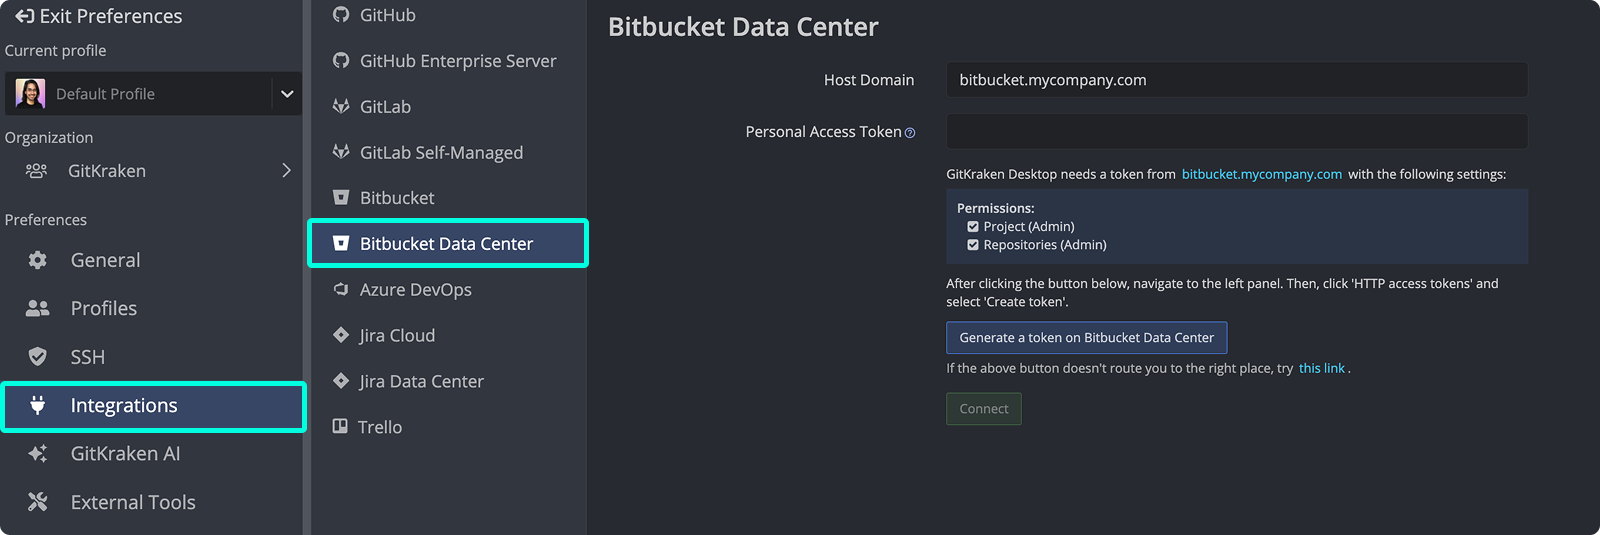 Exit Preferences
Current profile
Default Profile
Organization
GitKraken
Preferences
General
Profiles
SSH
Integrations
GitKraken AI
External Tools
GitHub
GitHub Enterprise Server
GitLab
GitLab Self-Managed
Bitbucket
Bitbucket Data Center
Azure DevOps
Jira Cloud
Jira Data Center
Trello
Bitbucket Data Center
Host Domain
bitbucket.mycompany.com
Personal Access Token
GitKraken Desktop needs a token from bitbucket.mycompany.com with the following settings:
Permissions:
Project (Admin)
Repositories (Admin)
After clicking the button below, navigate to the left panel. Then, click 'HTTP access tokens' and
select 'Create token'.
Generate a token on Bitbucket Data Center
If the above button doesn't route you to the right place, try this link .
Connect